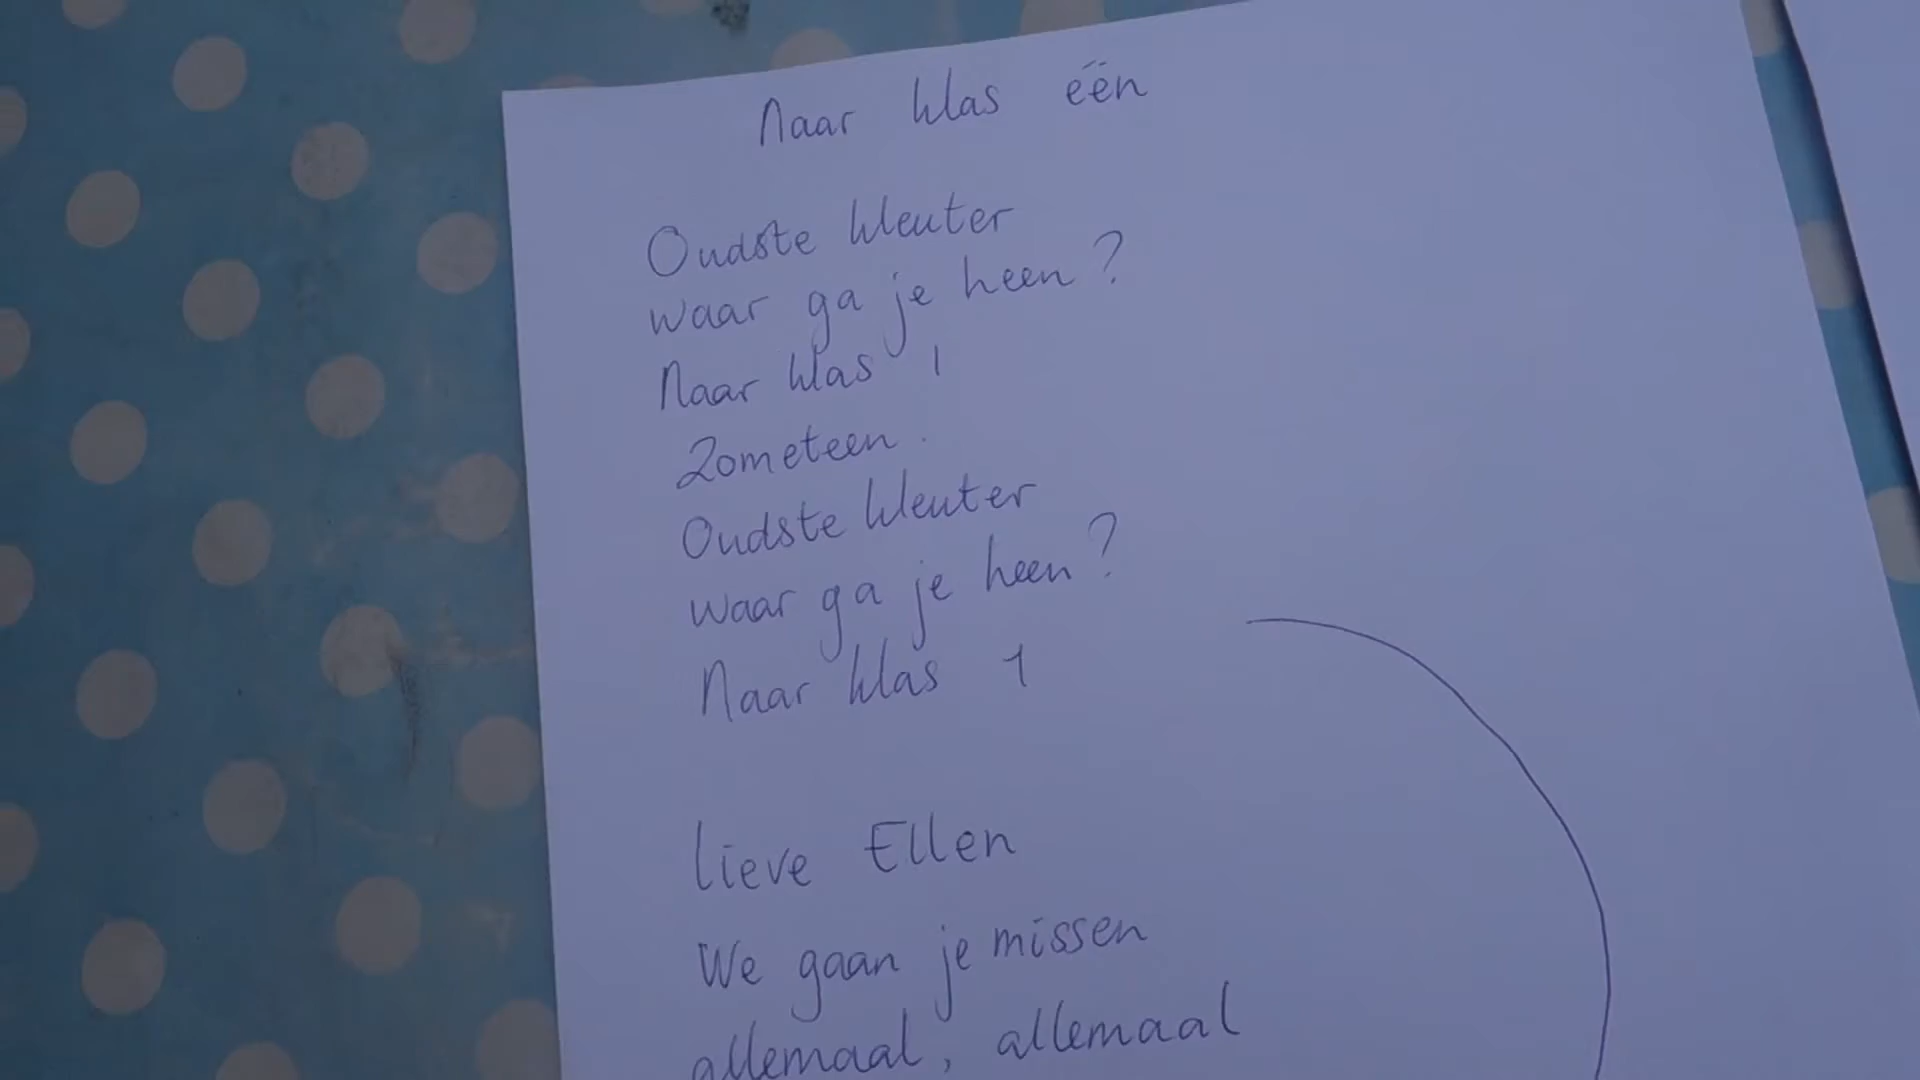 Naar klas één
Oudste kleuter
waar ga je heen?
Naar klas 1
Zometeen.
Oudste kleuter
waar ga je heen?
Naar klas 1
lieve Ellen
We gaan je missen
allemaal, allemaal